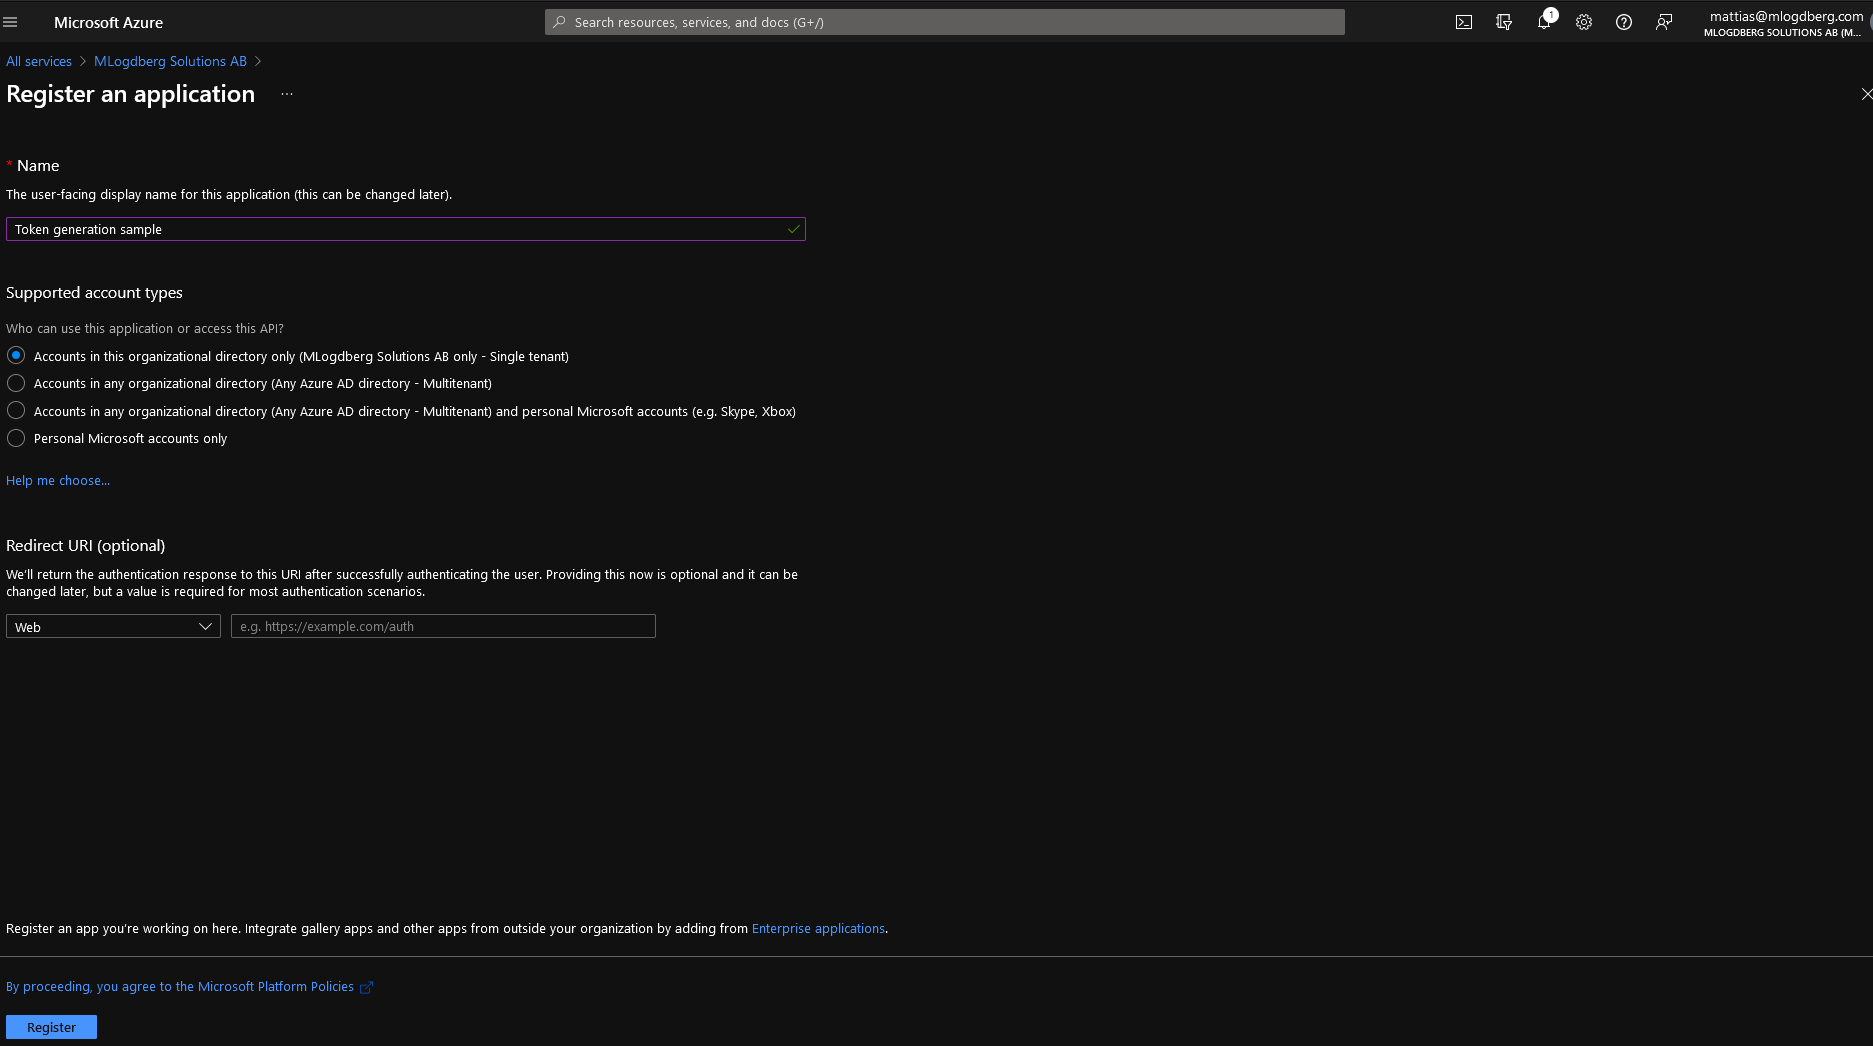 Microsoft Azure
Search resources, services, and docs (G+/)
1
mattias@mlogdberg.com
MLOGDBERG SOLUTIONS AB (M...
All services > MLogdberg Solutions AB >
Register an application ...
* Name
The user-facing display name for this application (this can be changed later).
Token generation sample
Supported account types
Who can use this application or access this API?
Accounts in this organizational directory only (MLogdberg Solutions AB only - Single tenant)
Accounts in any organizational directory (Any Azure AD directory - Multitenant)
Accounts in any organizational directory (Any Azure AD directory - Multitenant) and personal Microsoft accounts (e.g. Skype, Xbox)
Personal Microsoft accounts only
Help me choose...
Redirect URI (optional)
We'll return the authentication response to this URI after successfully authenticating the user. Providing this now is optional and it can be
changed later, but a value is required for most authentication scenarios.
Web
e.g. https://example.com/auth
Register an app you're working on here. Integrate gallery apps and other apps from outside your organization by adding from Enterprise applications.
By proceeding, you agree to the Microsoft Platform Policies
Register